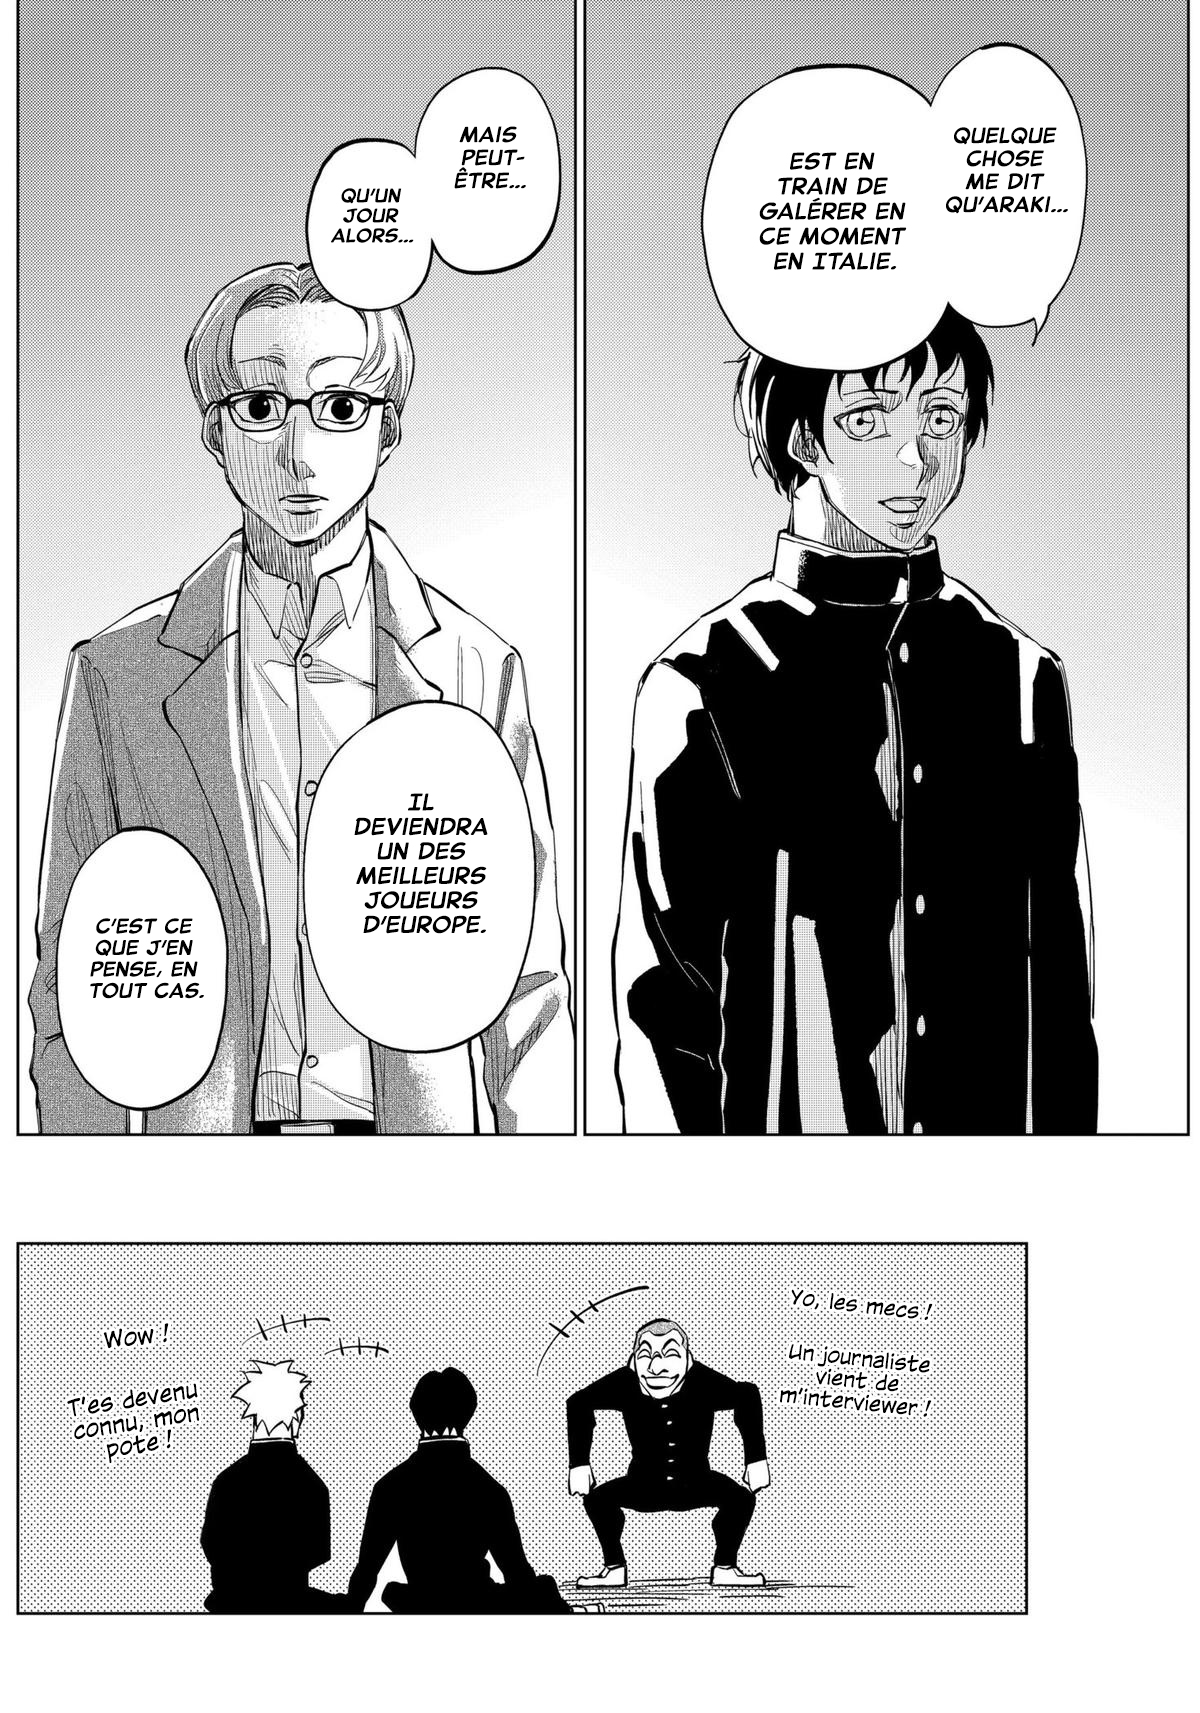 QUELQUE
CHOSE
ME DIT
QU'ARAKI...
EST EN
TRAIN DE
GALÉRER EN
CE MOMENT
EN ITALIE.
MAIS
PEUT-
ÊTRE...
QU'UN
JOUR
ALORS...
IL
DEVIENDRA
UN DES
MEILLEURS
JOUEURS
D'EUROPE.
C'EST CE
QUE J'EN
PENSE, EN
TOUT CAS.
Yo, les mecs !
Un journaliste
vient de
m'interviewer !
Wow !
T'es devenu
connu, mon
pote !